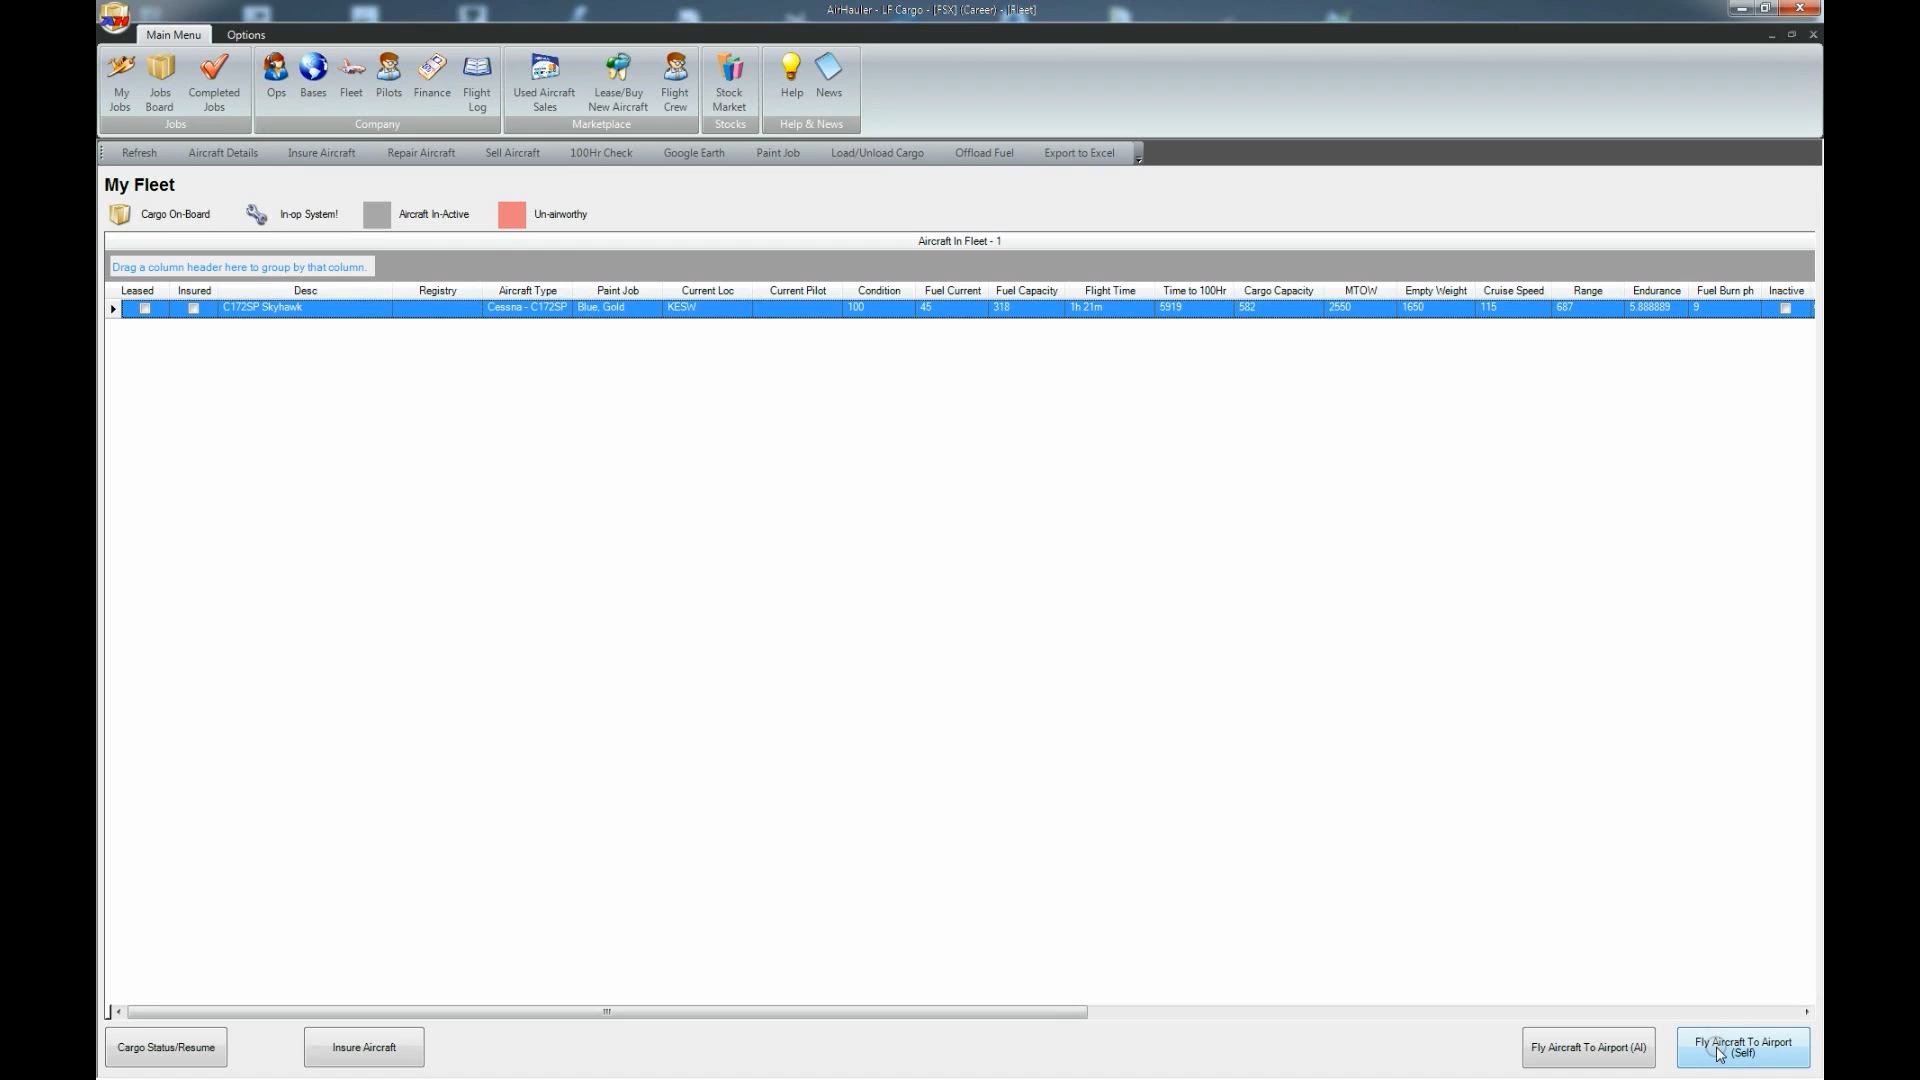 AirHauler - LF Cargo - [FSX] (Career) - [Fleet]
Main Menu Options
My Jobs
Jobs Board
Completed Jobs
Ops
Bases
Fleet
Pilots
Finance
Flight Log
Used Aircraft Sales
Lease/Buy New Aircraft
Flight Crew
Stock Market
Help
News
Jobs Company Marketplace Stocks Help & News
Refresh Aircraft Details Insure Aircraft Repair Aircraft Sell Aircraft 100Hr Check Google Earth Paint Job Load/Unload Cargo Offload Fuel Export to Excel
My Fleet
Cargo On-Board In-op System! Aircraft In-Active Un-airworthy
Aircraft In Fleet - 1
Drag a column header here to group by that column.
Leased Insured Desc Registry Aircraft Type Paint Job Current Loc Current Pilot Condition Fuel Current Fuel Capacity Flight Time Time to 100Hr Cargo Capacity MTOW Empty Weight Cruise Speed Range Endurance Fuel Burn ph Inactive
C172SP Skyhawk Cessna - C172SP Blue, Gold KESW 100 45 318 1h 21m 5919 582 2550 1650 115 687 5.888889 9
Cargo Status/Resume Insure Aircraft Fly Aircraft To Airport (AI) Fly Aircraft To Airport
(Self)